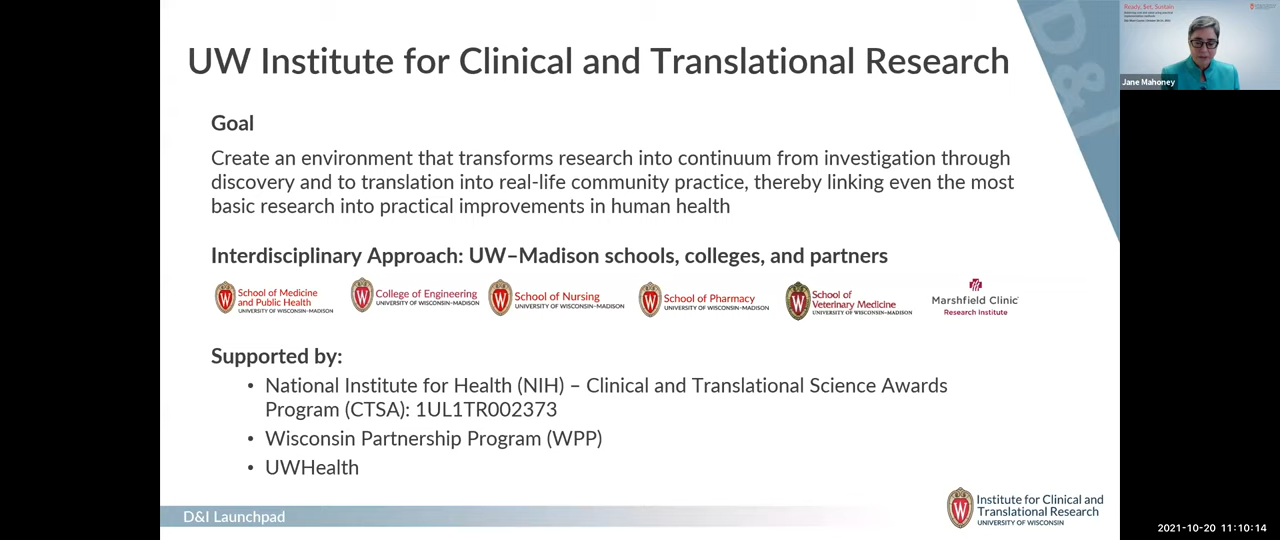 UW Institute for Clinical and Translational Research
Goal
Create an environment that transforms research into continuum from investigation through
discovery and to translation into real-life community practice, thereby linking even the most
basic research into practical improvements in human health
Interdisciplinary Approach: UW–Madison schools, colleges, and partners
School of Medicine
and Public Health
UNIVERSITY OF WISCONSIN–MADISON
College of Engineering
UNIVERSITY OF WISCONSIN–MADISON
School of Nursing
UNIVERSITY OF WISCONSIN–MADISON
School of Pharmacy
UNIVERSITY OF WISCONSIN–MADISON
School of
Veterinary Medicine
UNIVERSITY OF WISCONSIN–MADISON
Marshfield Clinic
Research Institute
Supported by:
• National Institute for Health (NIH) – Clinical and Translational Science Awards
Program (CTSA): 1UL1TR002373
• Wisconsin Partnership Program (WPP)
• UWHealth
D&I Launchpad
Institute for Clinical and
Translational Research
UNIVERSITY OF WISCONSIN
D&I
Ready, Set, Sustain
Jane Mahoney
2021-10-20 11:10:14